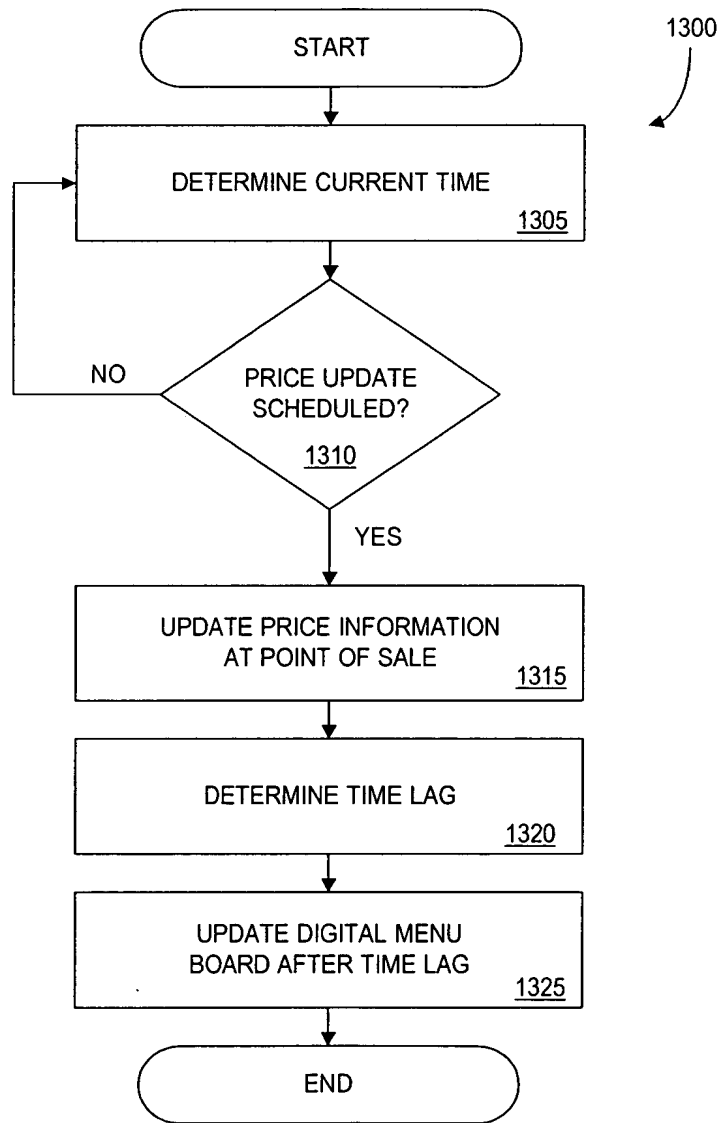 START
1300
DETERMINE CURRENT TIME
1305
NO
PRICE UPDATE
SCHEDULED?
1310
YES
UPDATE PRICE INFORMATION
AT POINT OF SALE
1315
DETERMINE TIME LAG
1320
UPDATE DIGITAL MENU
BOARD AFTER TIME LAG
1325
END